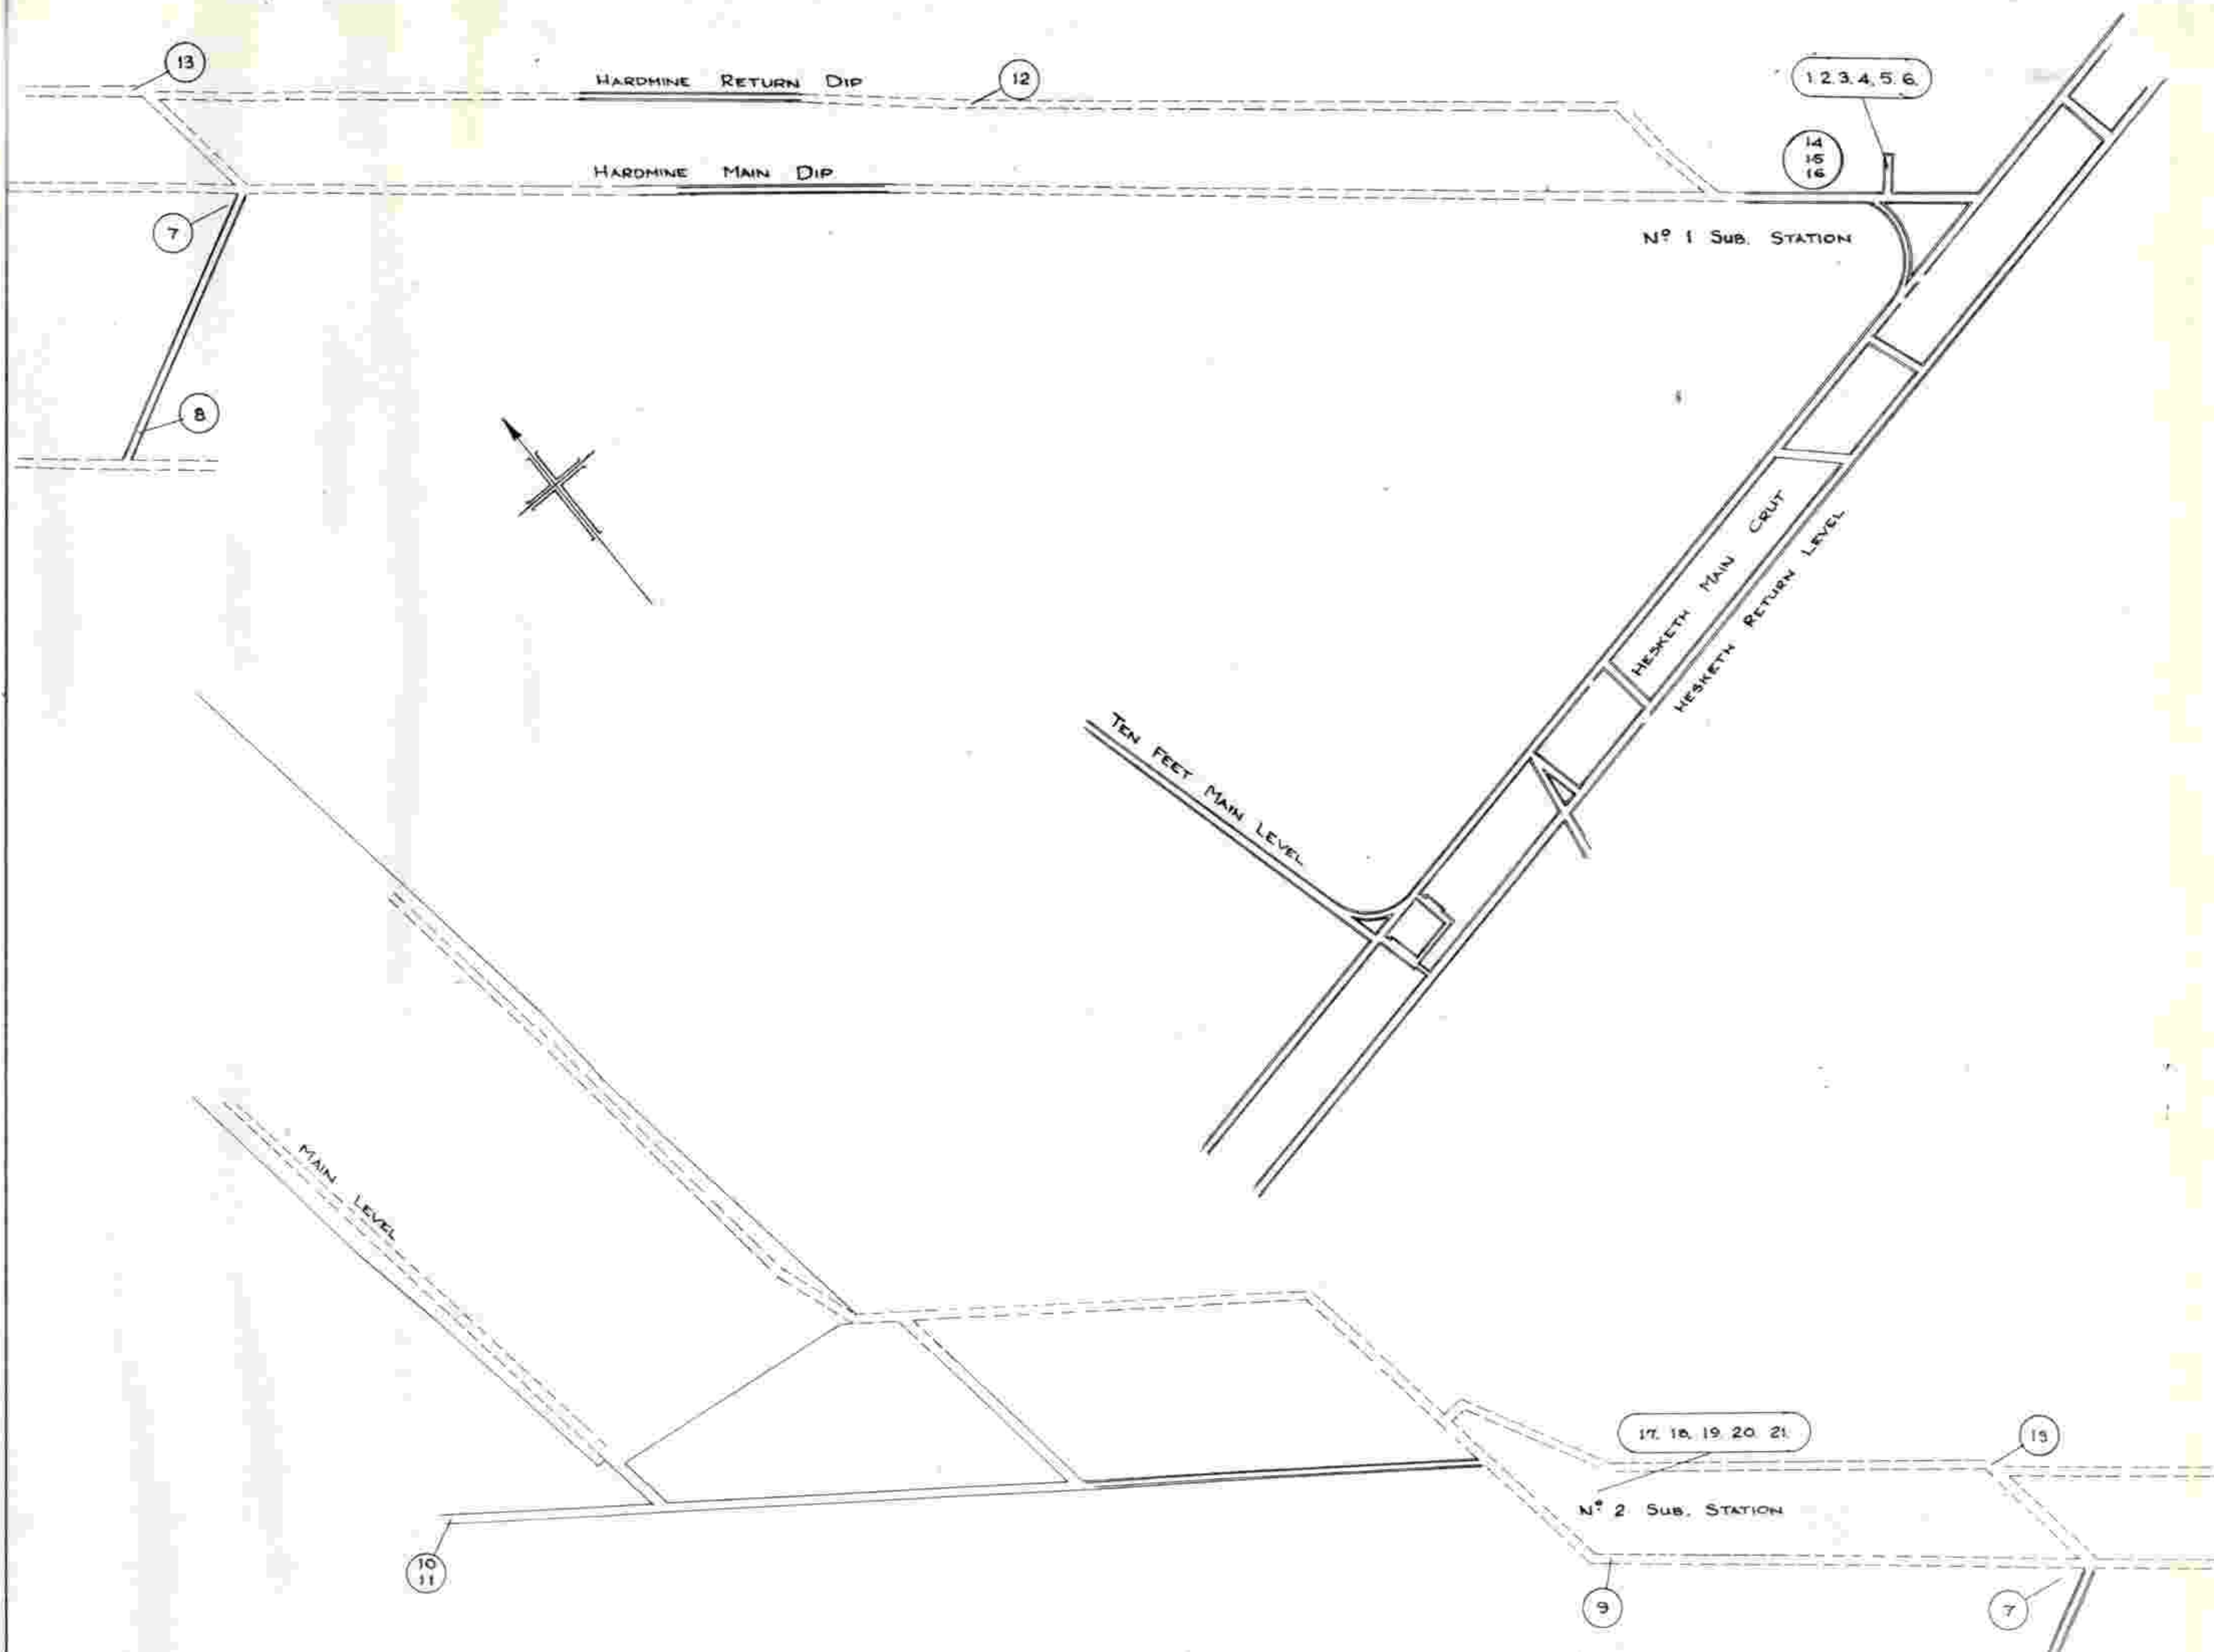 13
HARDMINE RETURN DIP
12
1. 2. 3. 4. 5. 6.
14
15
16
HARDMINE MAIN DIP
7
Nº 1 SUB. STATION
8
HESKETH MAIN CRUT
HESKETH RETURN LEVEL
TEN FEET MAIN LEVEL
MAIN LEVEL
17. 18. 19. 20. 21.
13
Nº 2 SUB. STATION
10
11
9
7